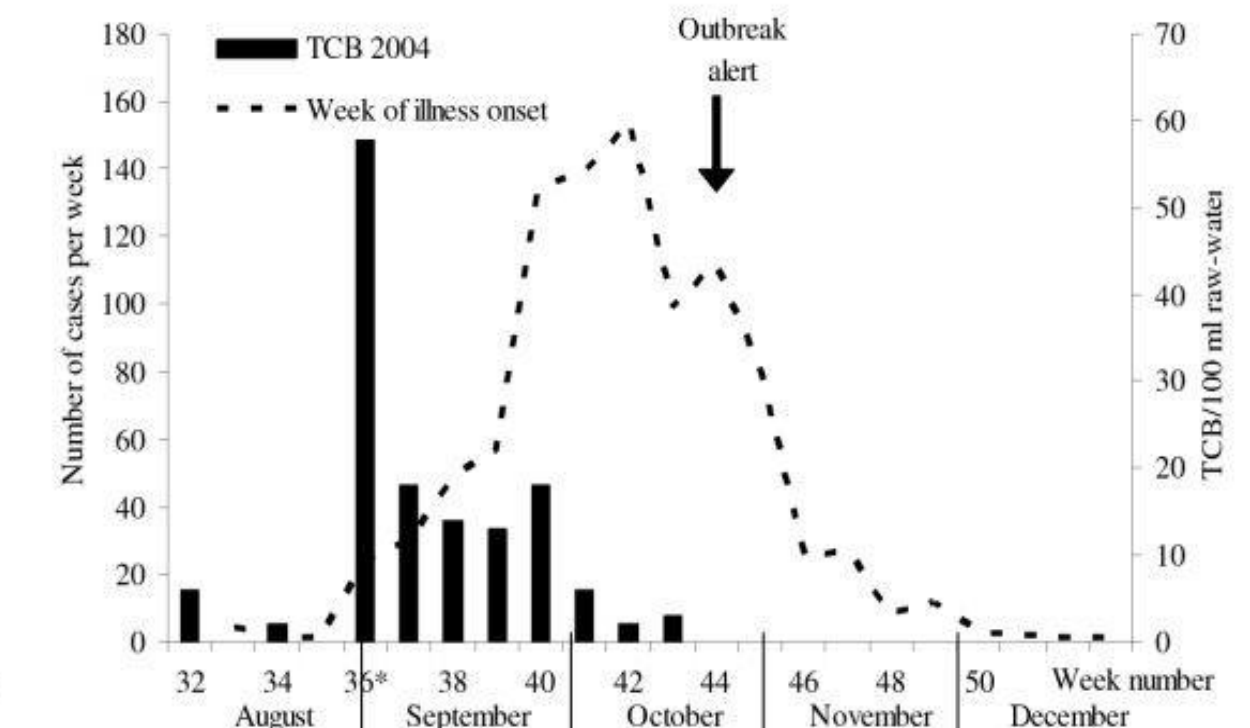 Outbreak
alert
TCB 2004
Week of illness onset
Number of cases per week
180
160
140
120
100
80
60
40
20
0
TCB/100 ml raw-water
70
60
50
40
30
20
10
0
32 34 36* 38 40 42 44 46 48 50 Week number
August September October November December